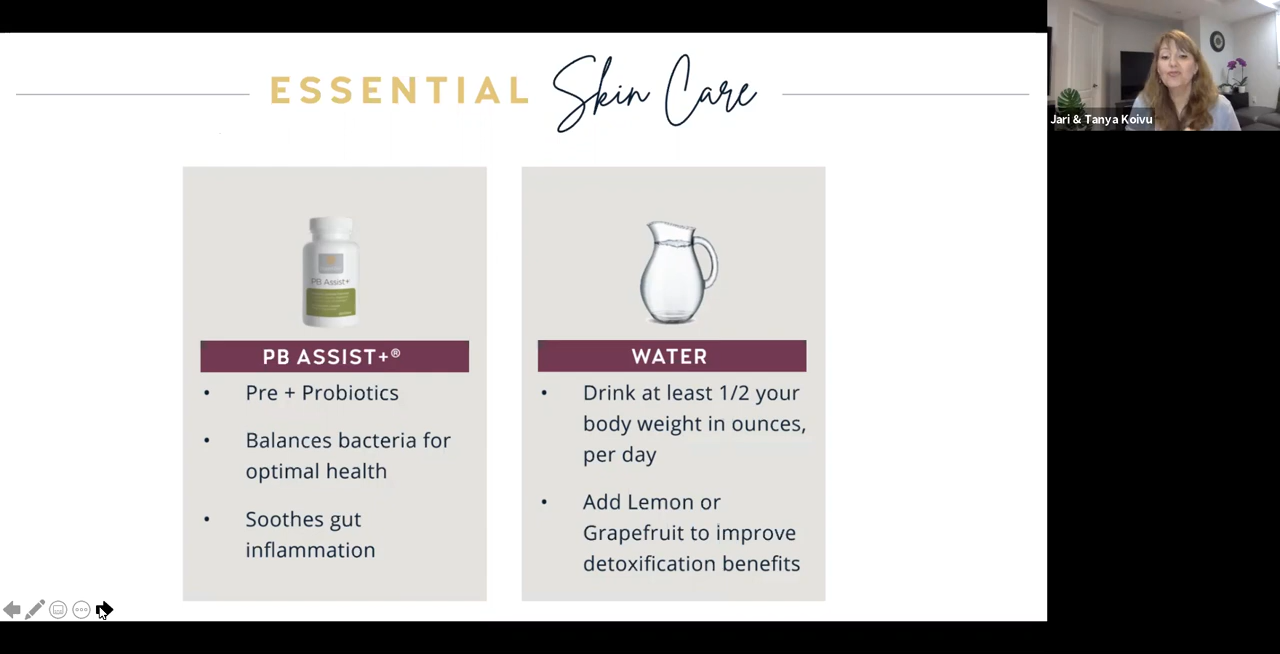 ESSENTIAL Skin Care
Jari & Tanya Koivu
PB Assist+
PB ASSIST+®
• Pre + Probiotics
• Balances bacteria for
optimal health
• Soothes gut
inflammation
WATER
• Drink at least 1/2 your
body weight in ounces,
per day
• Add Lemon or
Grapefruit to improve
detoxification benefits